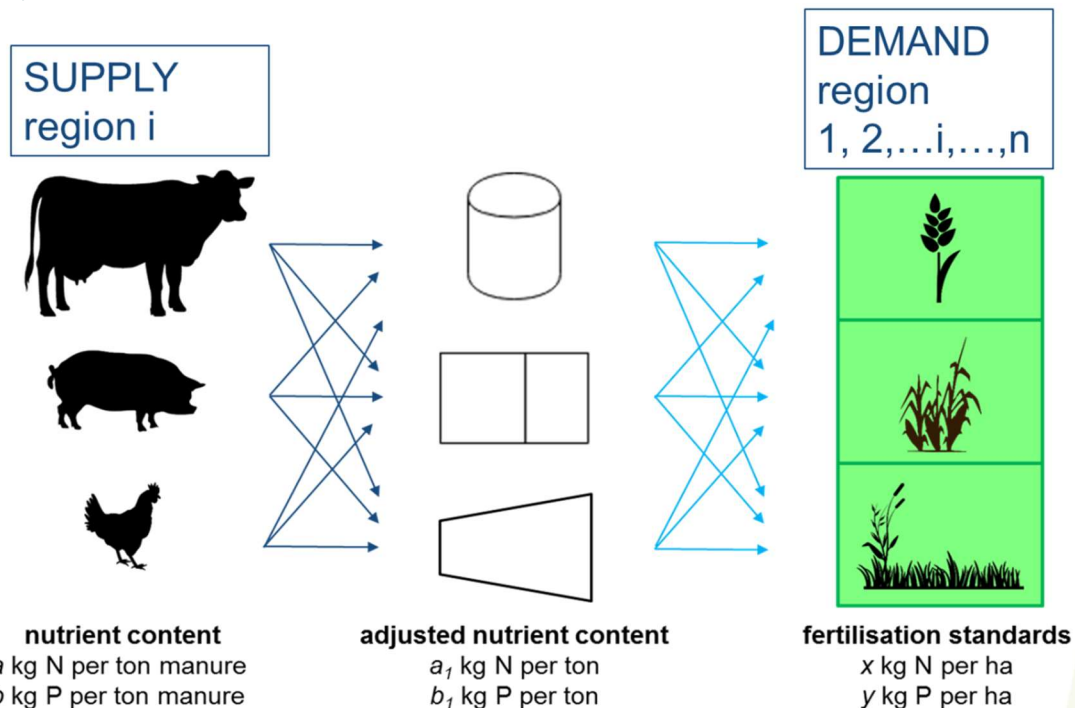 SUPPLY
region i
DEMAND
region
1, 2,...i,...,n
nutrient content
kg N per ton manure
kg P per ton manure
adjusted nutrient content
a₁ kg N per ton
b₁ kg P per ton
fertilisation standards
x kg N per ha
y kg P per ha